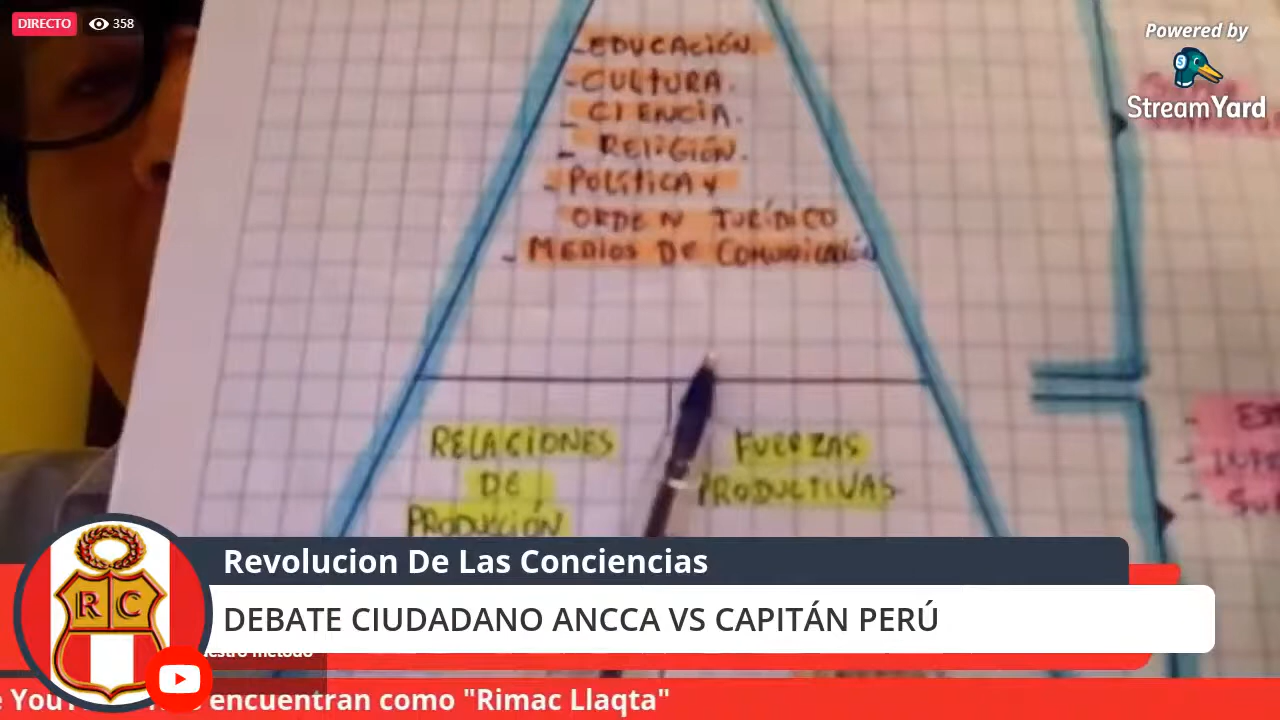 DIRECTO
358
Powered by
StreamYard
- EDUCACIÓN.
- CULTURA.
- CIENCIA.
- RELIGIÓN.
- POLÍTICA Y
ORDEN JURÍDICO
- MEDIOS DE COMUNICACIÓN
RELACIONES
DE
PRODUCCIÓN
FUERZAS
PRODUCTIVAS
Revolucion De Las Conciencias
DEBATE CIUDADANO ANCCA VS CAPITÁN PERÚ
RC
método
encuentran como "Rimac Llaqta"